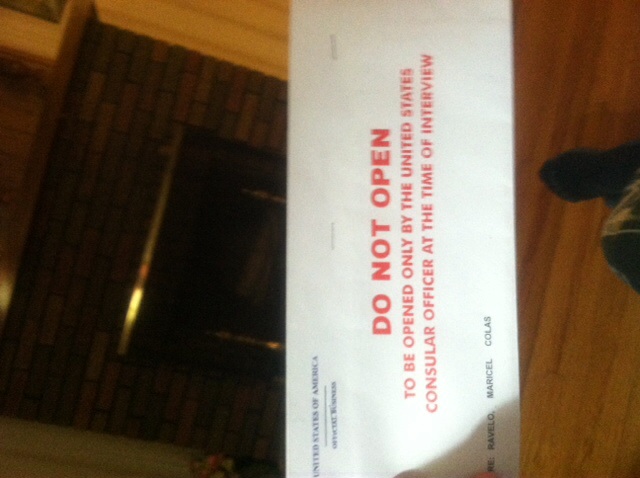 UNITED STATES OF AMERICA
OFFICIAL BUSINESS
DO NOT OPEN
TO BE OPENED ONLY BY THE UNITED STATES
CONSULAR OFFICER AT THE TIME OF INTERVIEW
RE: RAVELO, MARICEL COLAS